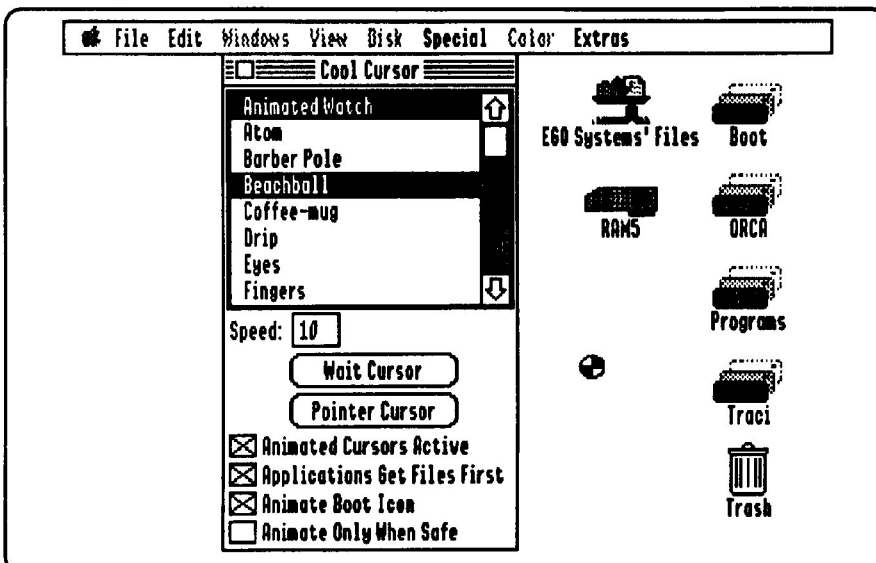 File Edit Windows View Disk Special Color Extras
Cool Cursor
Animated Watch
Atom
Barber Pole
Beachball
Coffee-mug
Drip
Eyes
Fingers
Speed: 10
Wait Cursor
Pointer Cursor
Animated Cursors Active
Applications Get Files First
Animate Boot Icon
Animate Only When Safe
EGO Systems' Files
Boot
RAM5
ORCA
Programs
Traci
Trash